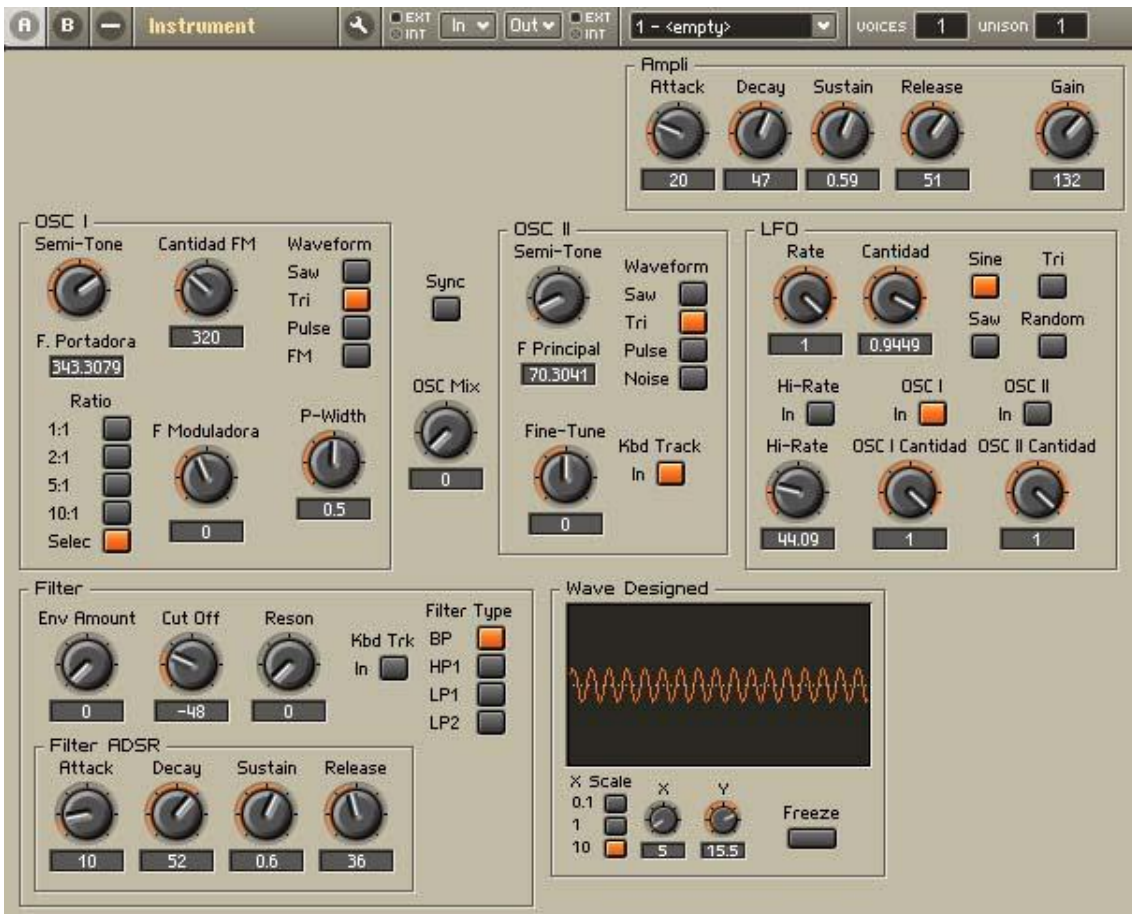 A B Instrument EXT INT In Out EXT INT 1 - <empty> VOICES 1 UNISON 1
Ampli
Attack Decay Sustain Release Gain
20 47 0.59 51 132
OSC I
Semi-Tone Cantidad FM Waveform
Saw
Tri
Pulse
FM
320
F. Portadora
343.3079
Ratio
1:1
2:1
5:1
10:1
Selec
F Moduladora
0
P-Width
0.5
Sync
OSC Mix
0
OSC II
Semi-Tone Waveform
Saw
Tri
Pulse
Noise
F Principal
70.3041
Fine-Tune
0
Kbd Track
In
LFO
Rate Cantidad Sine Tri
Saw Random
1 0.9449
Hi-Rate OSC I OSC II
In In In
Hi-Rate OSC I Cantidad OSC II Cantidad
44.09 1 1
Filter
Env Amount Cut Off Reson
0 -48 0
Kbd Trk
In
Filter Type
BP
HP1
LP1
LP2
Filter ADSR
Attack Decay Sustain Release
10 52 0.6 36
Wave Designed
X Scale X Y
0.1
1
10
5 15.5
Freeze